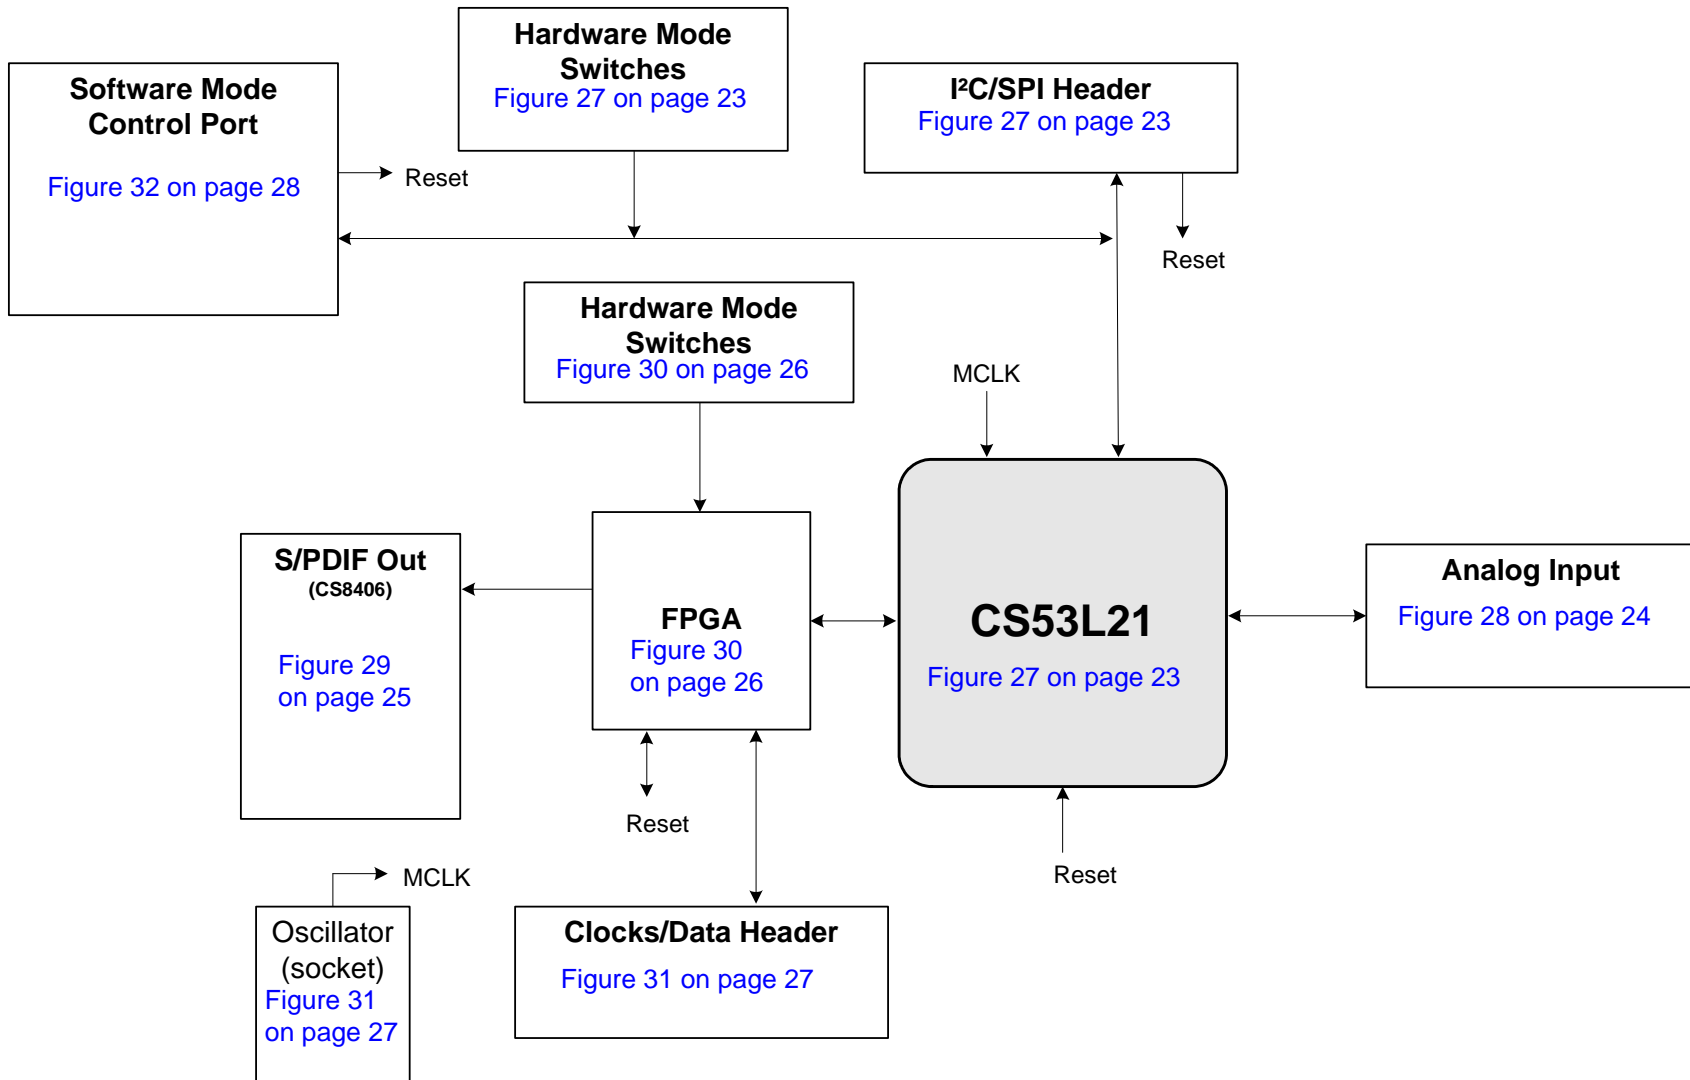 Hardware Mode
Switches
Figure 27 on page 23
Software Mode
Control Port
Figure 32 on page 28
Reset
I²C/SPI Header
Figure 27 on page 23
Reset
Hardware Mode
Switches
Figure 30 on page 26
MCLK
S/PDIF Out
(CS8406)
Figure 29
on page 25
FPGA
Figure 30
on page 26
CS53L21
Figure 27 on page 23
Analog Input
Figure 28 on page 24
Reset
Reset
MCLK
Oscillator
(socket)
Figure 31
on page 27
Clocks/Data Header
Figure 31 on page 27